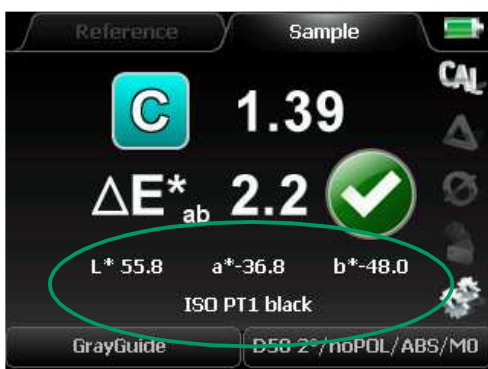 Reference Sample
CAL
C 1.39
ΔE*ab 2.2
L* 55.8 a*-36.8 b*-48.0
ISO PT1 black
GrayGuide D50 2°/noPOL/ABS/M0